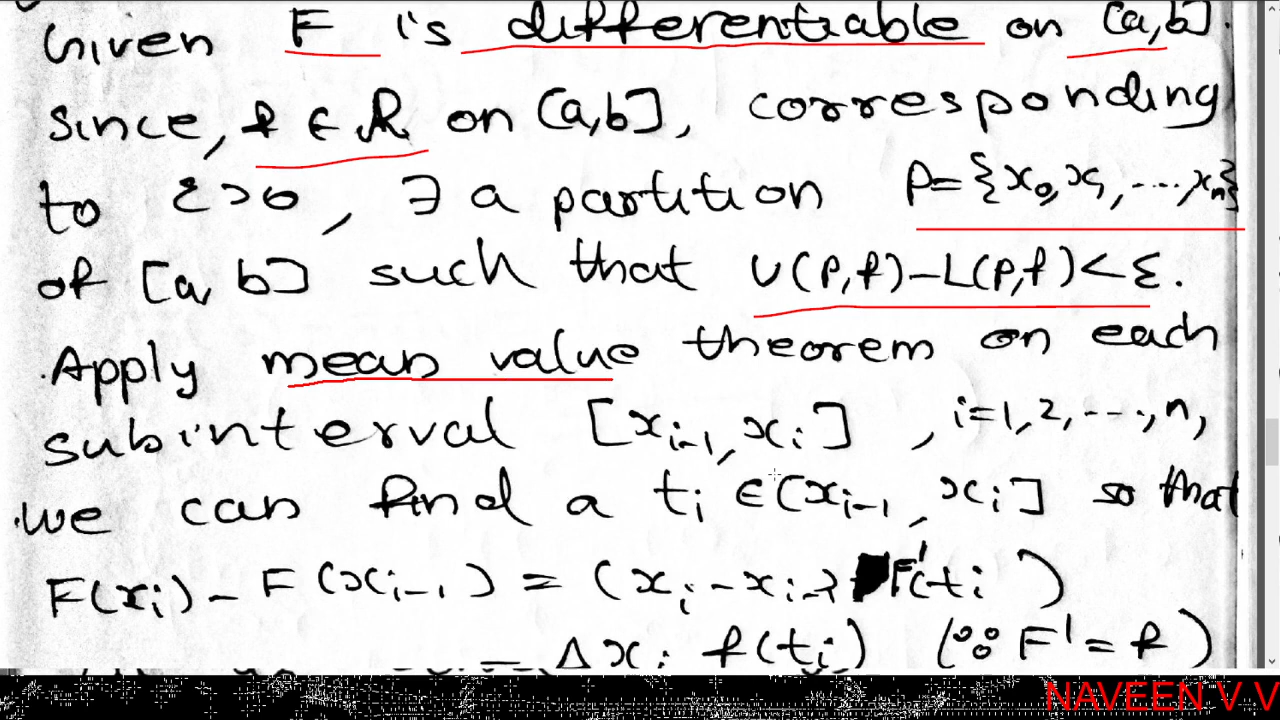 Given F is differentiable on [a,b].
Since, f ∈ R on [a,b], corresponding
to ε>0, ∃ a partition P={x₀,x₁,...,xₙ}
of [a,b] such that U(P,f)-L(P,f)<ε.
Apply mean value theorem on each
subinterval [xᵢ₋₁,xᵢ], i=1,2,...,n,
we can find a tᵢ ∈[xᵢ₋₁,xᵢ] so that
F(xᵢ)-F(xᵢ₋₁) = (xᵢ-xᵢ₋₁) F'(tᵢ)
= Δxᵢ f(tᵢ) (∵ F'=f)
NAVEEN V V